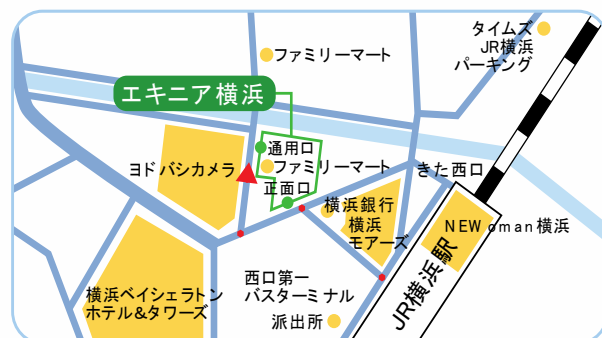 タイムズ
JR横浜
パーキング
ファミリーマート
エキニア横浜
通用口
ヨドバシカメラ
ファミリーマート
きた西口
正面口
横浜銀行
横浜
モアーズ
NEWoman横浜
JR横浜駅
西口第一
バスターミナル
横浜ベイシェラトン
ホテル&タワーズ
派出所